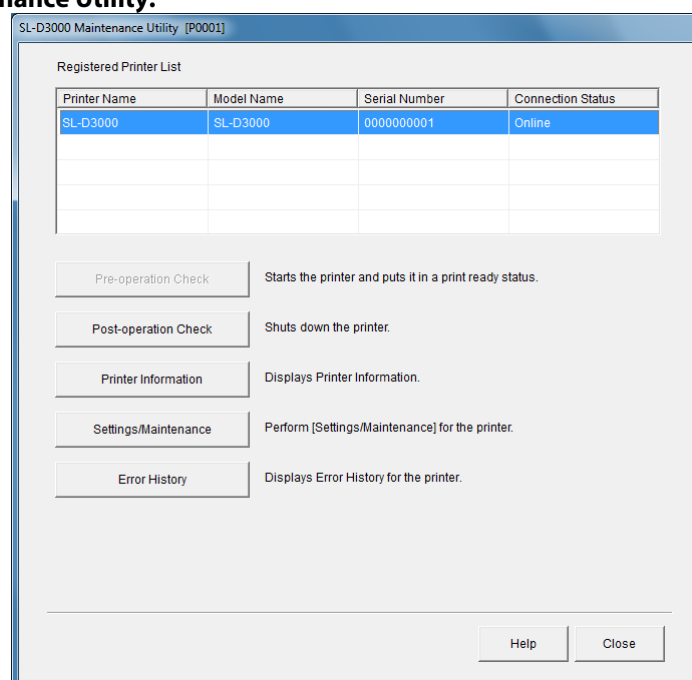 nance Utility.
SL-D3000 Maintenance Utility [P0001]
Registered Printer List
Printer Name Model Name Serial Number Connection Status
SL-D3000 SL-D3000 0000000001 Online
Pre-operation Check Starts the printer and puts it in a print ready status.
Post-operation Check Shuts down the printer.
Printer Information Displays Printer Information.
Settings/Maintenance Perform [Settings/Maintenance] for the printer.
Error History Displays Error History for the printer.
Help Close